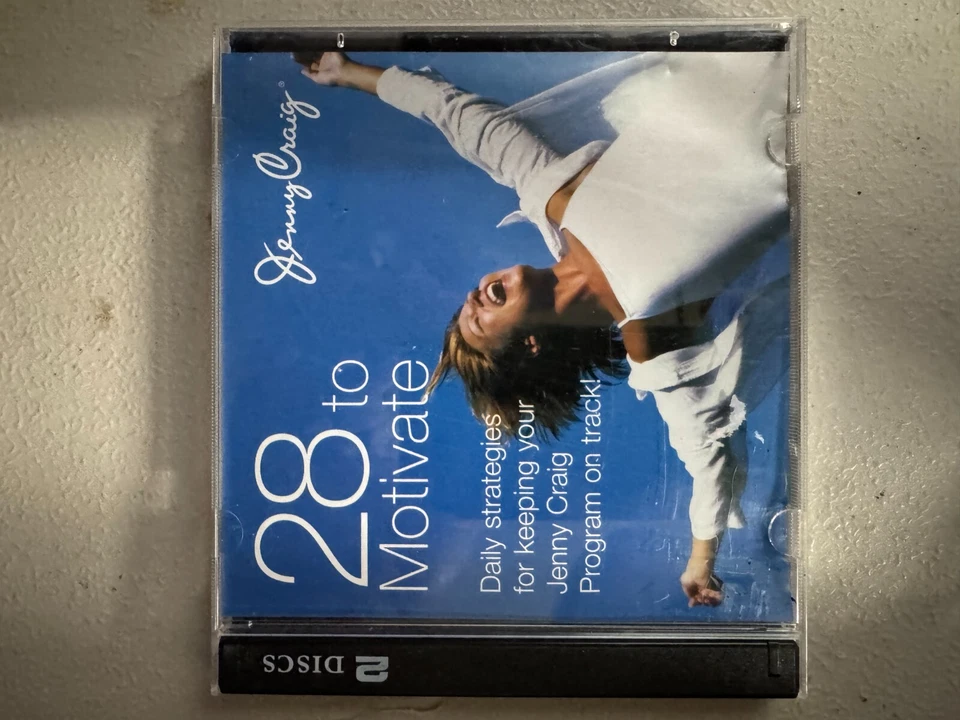 Jenny Craig®
28 to
Motivate
Daily strategies
for keeping your
Jenny Craig
Program on track!
2 DISCS